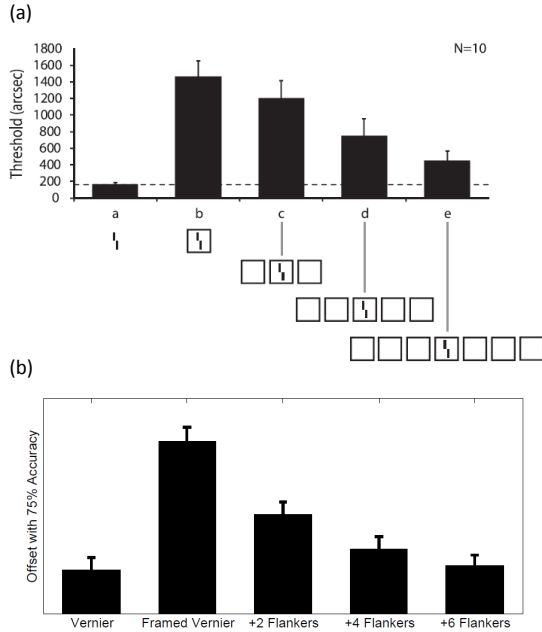 (a)
N=10
Threshold (arcsec)
1800
1600
1400
1200
1000
800
600
400
200
0
a b c d e
(b)
Offset with 75% Accuracy
Vernier Framed Vernier +2 Flankers +4 Flankers +6 Flankers